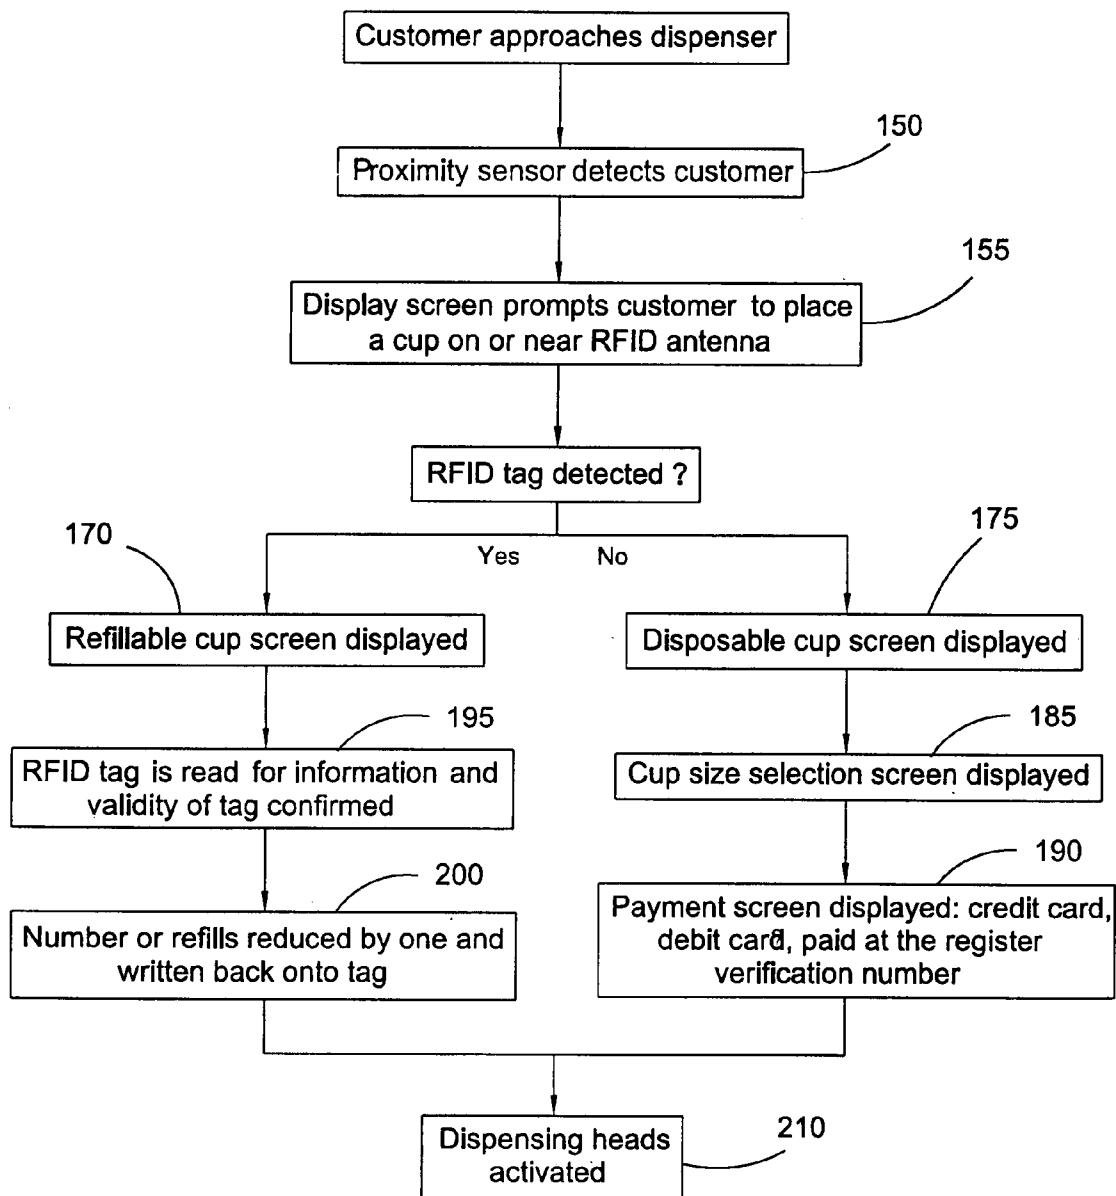 Customer approaches dispenser
150
Proximity sensor detects customer
155
Display screen prompts customer to place
a cup on or near RFID antenna
RFID tag detected ?
170
175
Yes
No
Refillable cup screen displayed
Disposable cup screen displayed
195
185
RFID tag is read for information and
validity of tag confirmed
Cup size selection screen displayed
200
190
Number or refills reduced by one and
written back onto tag
Payment screen displayed: credit card,
debit card, paid at the register
verification number
210
Dispensing heads
activated